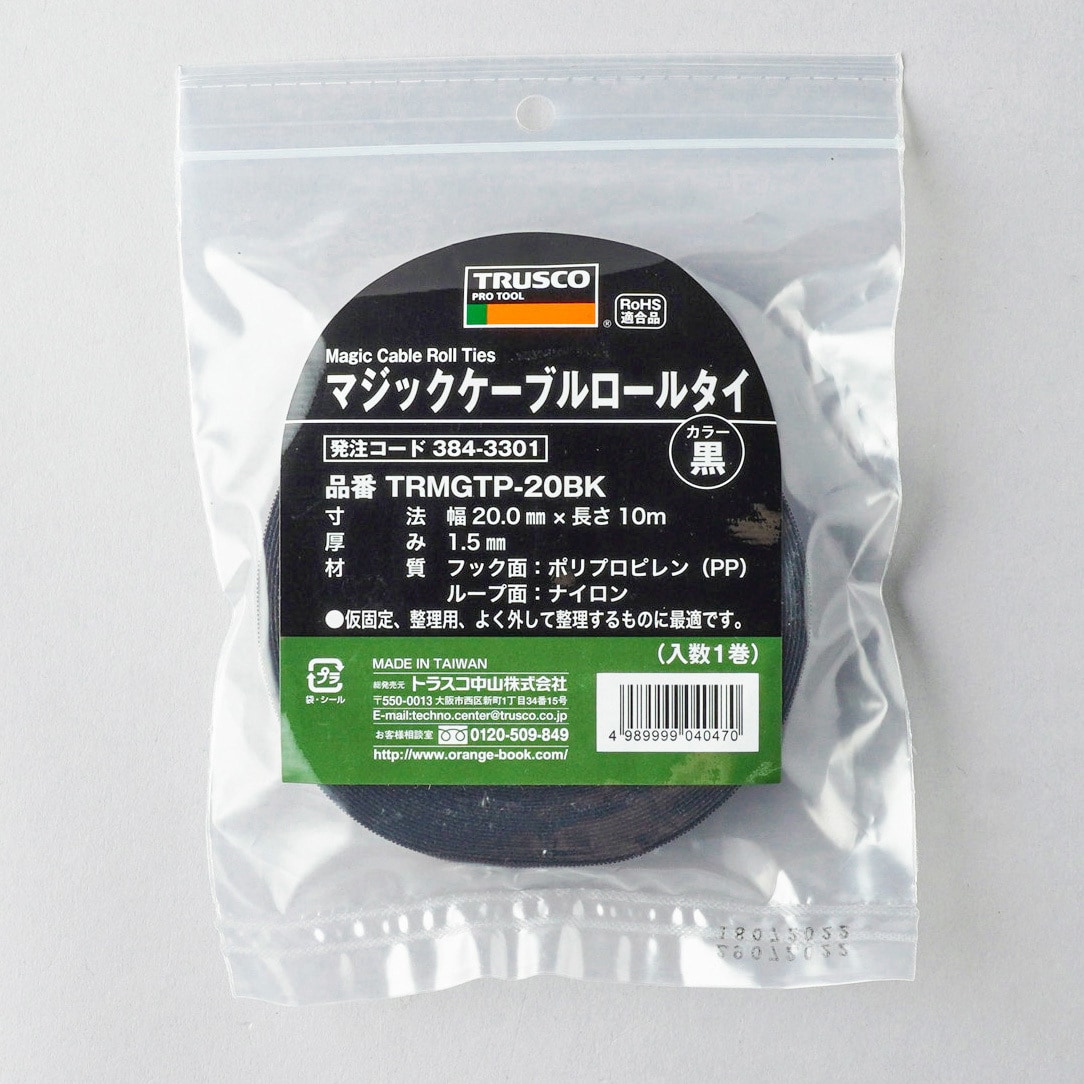 TRUSCO
PRO TOOL
®
RoHS
適合品
Magic Cable Roll Ties
マジックケーブルロールタイ
カラー
黒
発注コード 384-3301
品番 TRMGTP-20BK
寸法 幅 20.0 ㎜ × 長さ 10m
厚み 1.5 ㎜
材質 フック面：ポリプロピレン（PP）
ループ面：ナイロン
●仮固定、整理用、よく外して整理するものに最適です。
（入数1巻）
プラ
袋・シール
MADE IN TAIWAN
総発売元 トラスコ中山株式会社
〒550-0013 大阪市西区新町1丁目34番15号
E-mail:techno.center@trusco.co.jp
お客様相談室 0120-509-849
http://www.orange-book.com/
4 989999 040470
18072022
29072022